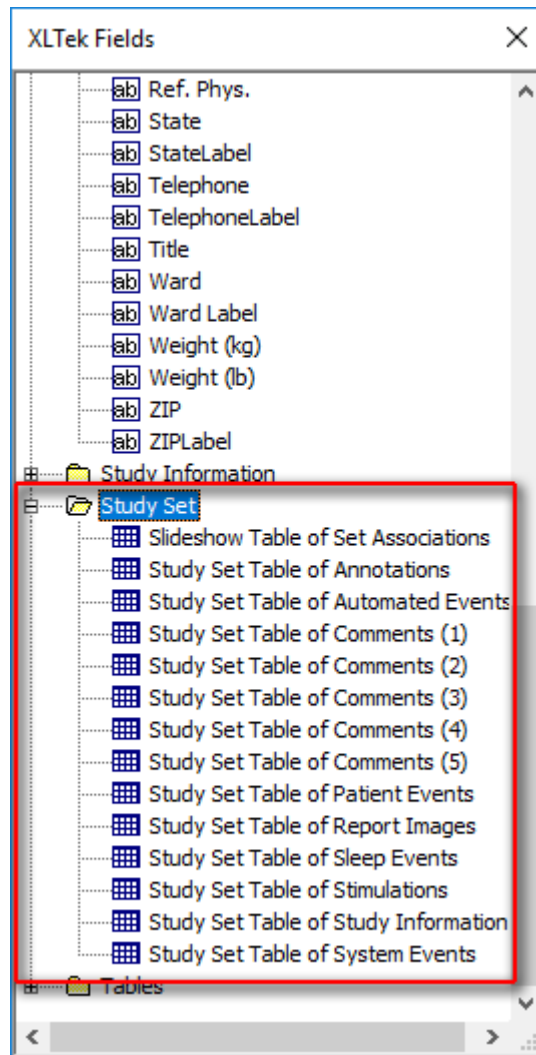 XLTek Fields
Ref. Phys.
State
StateLabel
Telephone
TelephoneLabel
Title
Ward
Ward Label
Weight (kg)
Weight (lb)
ZIP
ZIPLabel
Study Information
Study Set
Slideshow Table of Set Associations
Study Set Table of Annotations
Study Set Table of Automated Events
Study Set Table of Comments (1)
Study Set Table of Comments (2)
Study Set Table of Comments (3)
Study Set Table of Comments (4)
Study Set Table of Comments (5)
Study Set Table of Patient Events
Study Set Table of Report Images
Study Set Table of Sleep Events
Study Set Table of Stimulations
Study Set Table of Study Information
Study Set Table of System Events
Tables